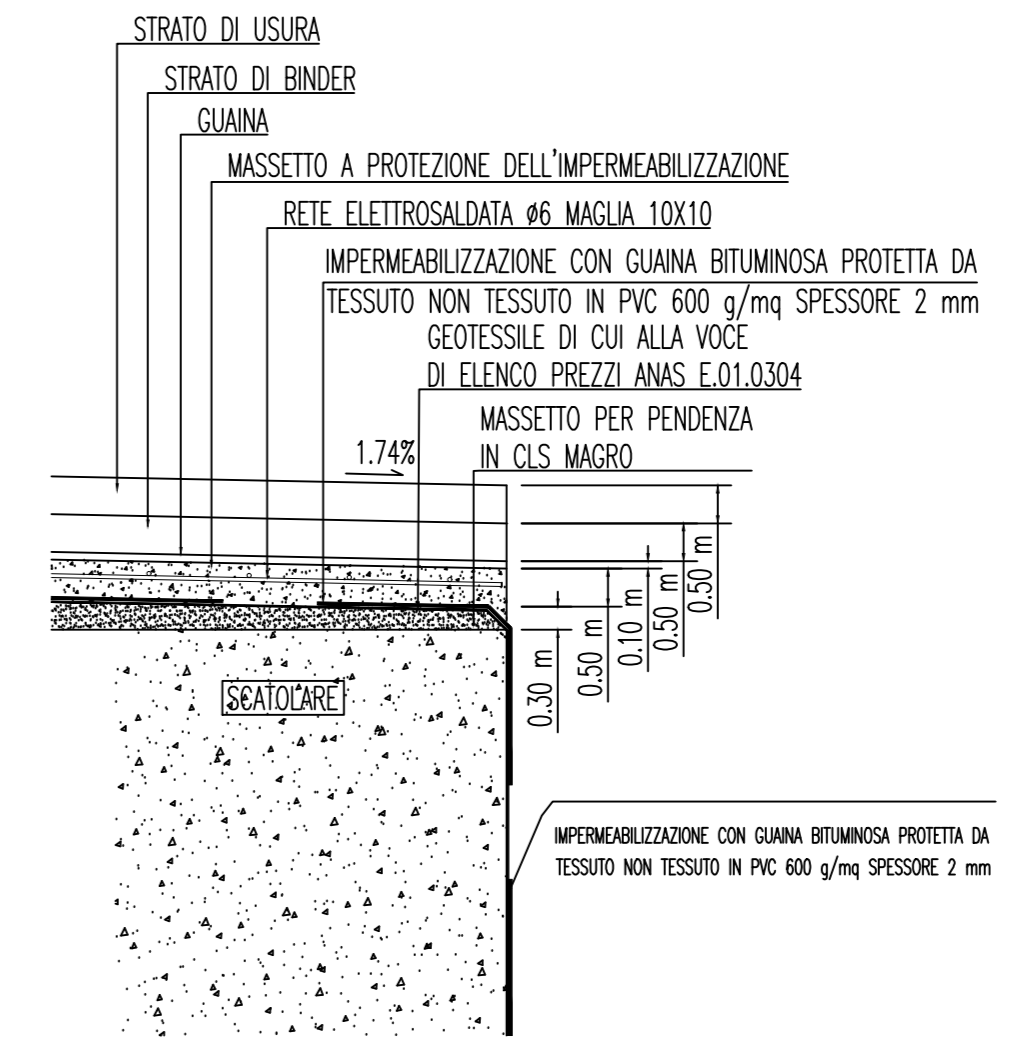 STRATO DI USURA
STRATO DI BINDER
GUAINA
MASSETTO A PROTEZIONE DELL'IMPERMEABILIZZAZIONE
RETE ELETTROSALDATA ø6 MAGLIA 10X10
IMPERMEABILIZZAZIONE CON GUAINA BITUMINOSA PROTETTA DA
TESSUTO NON TESSUTO IN PVC 600 g/mq SPESSORE 2 mm
GEOTESSILE DI CUI ALLA VOCE
DI ELENCO PREZZI ANAS E.01.0304
MASSETTO PER PENDENZA
IN CLS MAGRO
1.74%
0.30 m
0.50 m
0.10 m
0.50 m
0.50 m
SCATOLARE
IMPERMEABILIZZAZIONE CON GUAINA BITUMINOSA PROTETTA DA
TESSUTO NON TESSUTO IN PVC 600 g/mq SPESSORE 2 mm